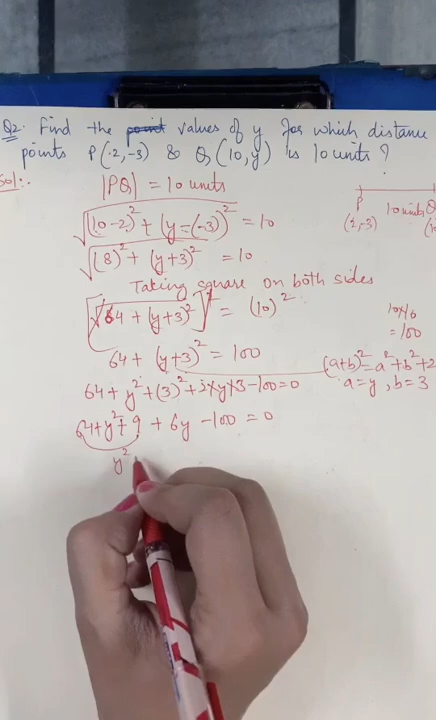 Q2. Find the values of y for which distance
points P(2,-3) & Q(10,y) is 10 units?
Sol:-
|PQ| = 10 units
√((10-2)² + (y-(-3))²) = 10
P 10 units Q
(2,-3) (10
√((8)² + (y+3)²) = 10
Taking square on both sides
[√(64 + (y+3)²)]² = (10)²
10×10
= 100
64 + (y+3)² = 100
(a+b)² = a²+b²+2
a=y, b=3
64 + y² + (3)² + 2×y×3 - 100 = 0
64 + y² + 9 + 6y - 100 = 0
y²